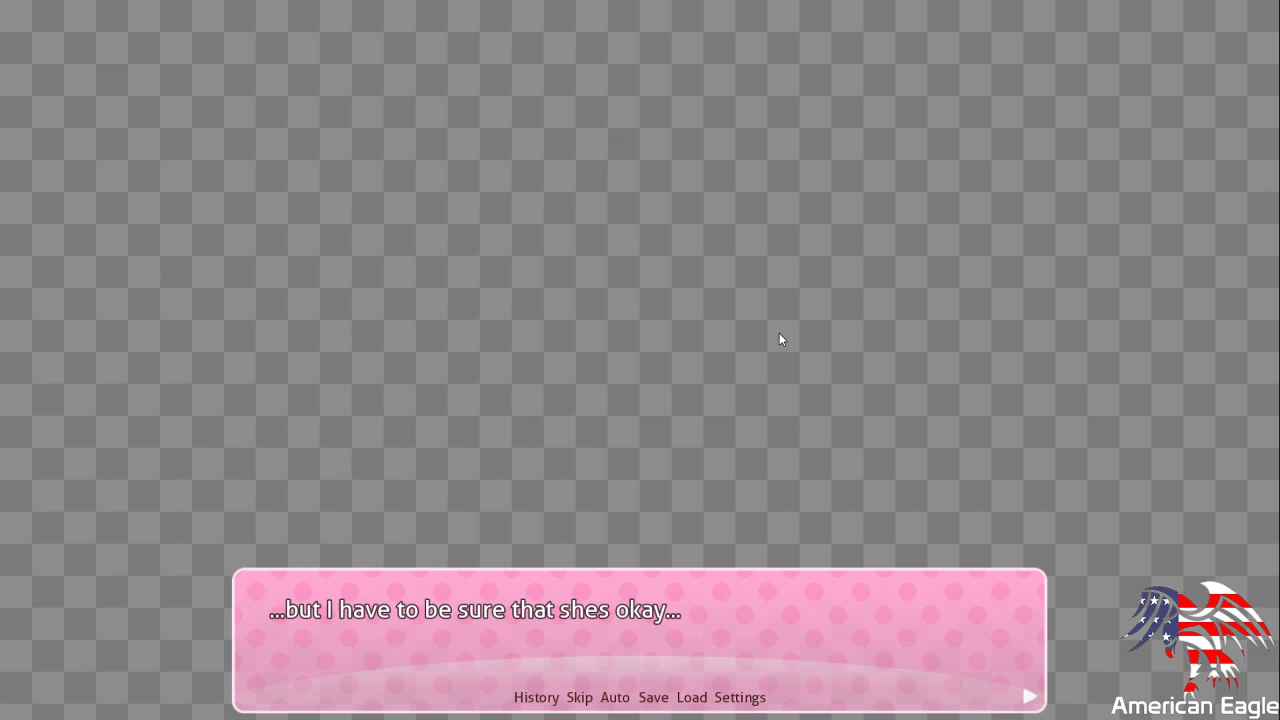 ...but I have to be sure that shes okay...
History Skip Auto Save Load Settings
American Eagle